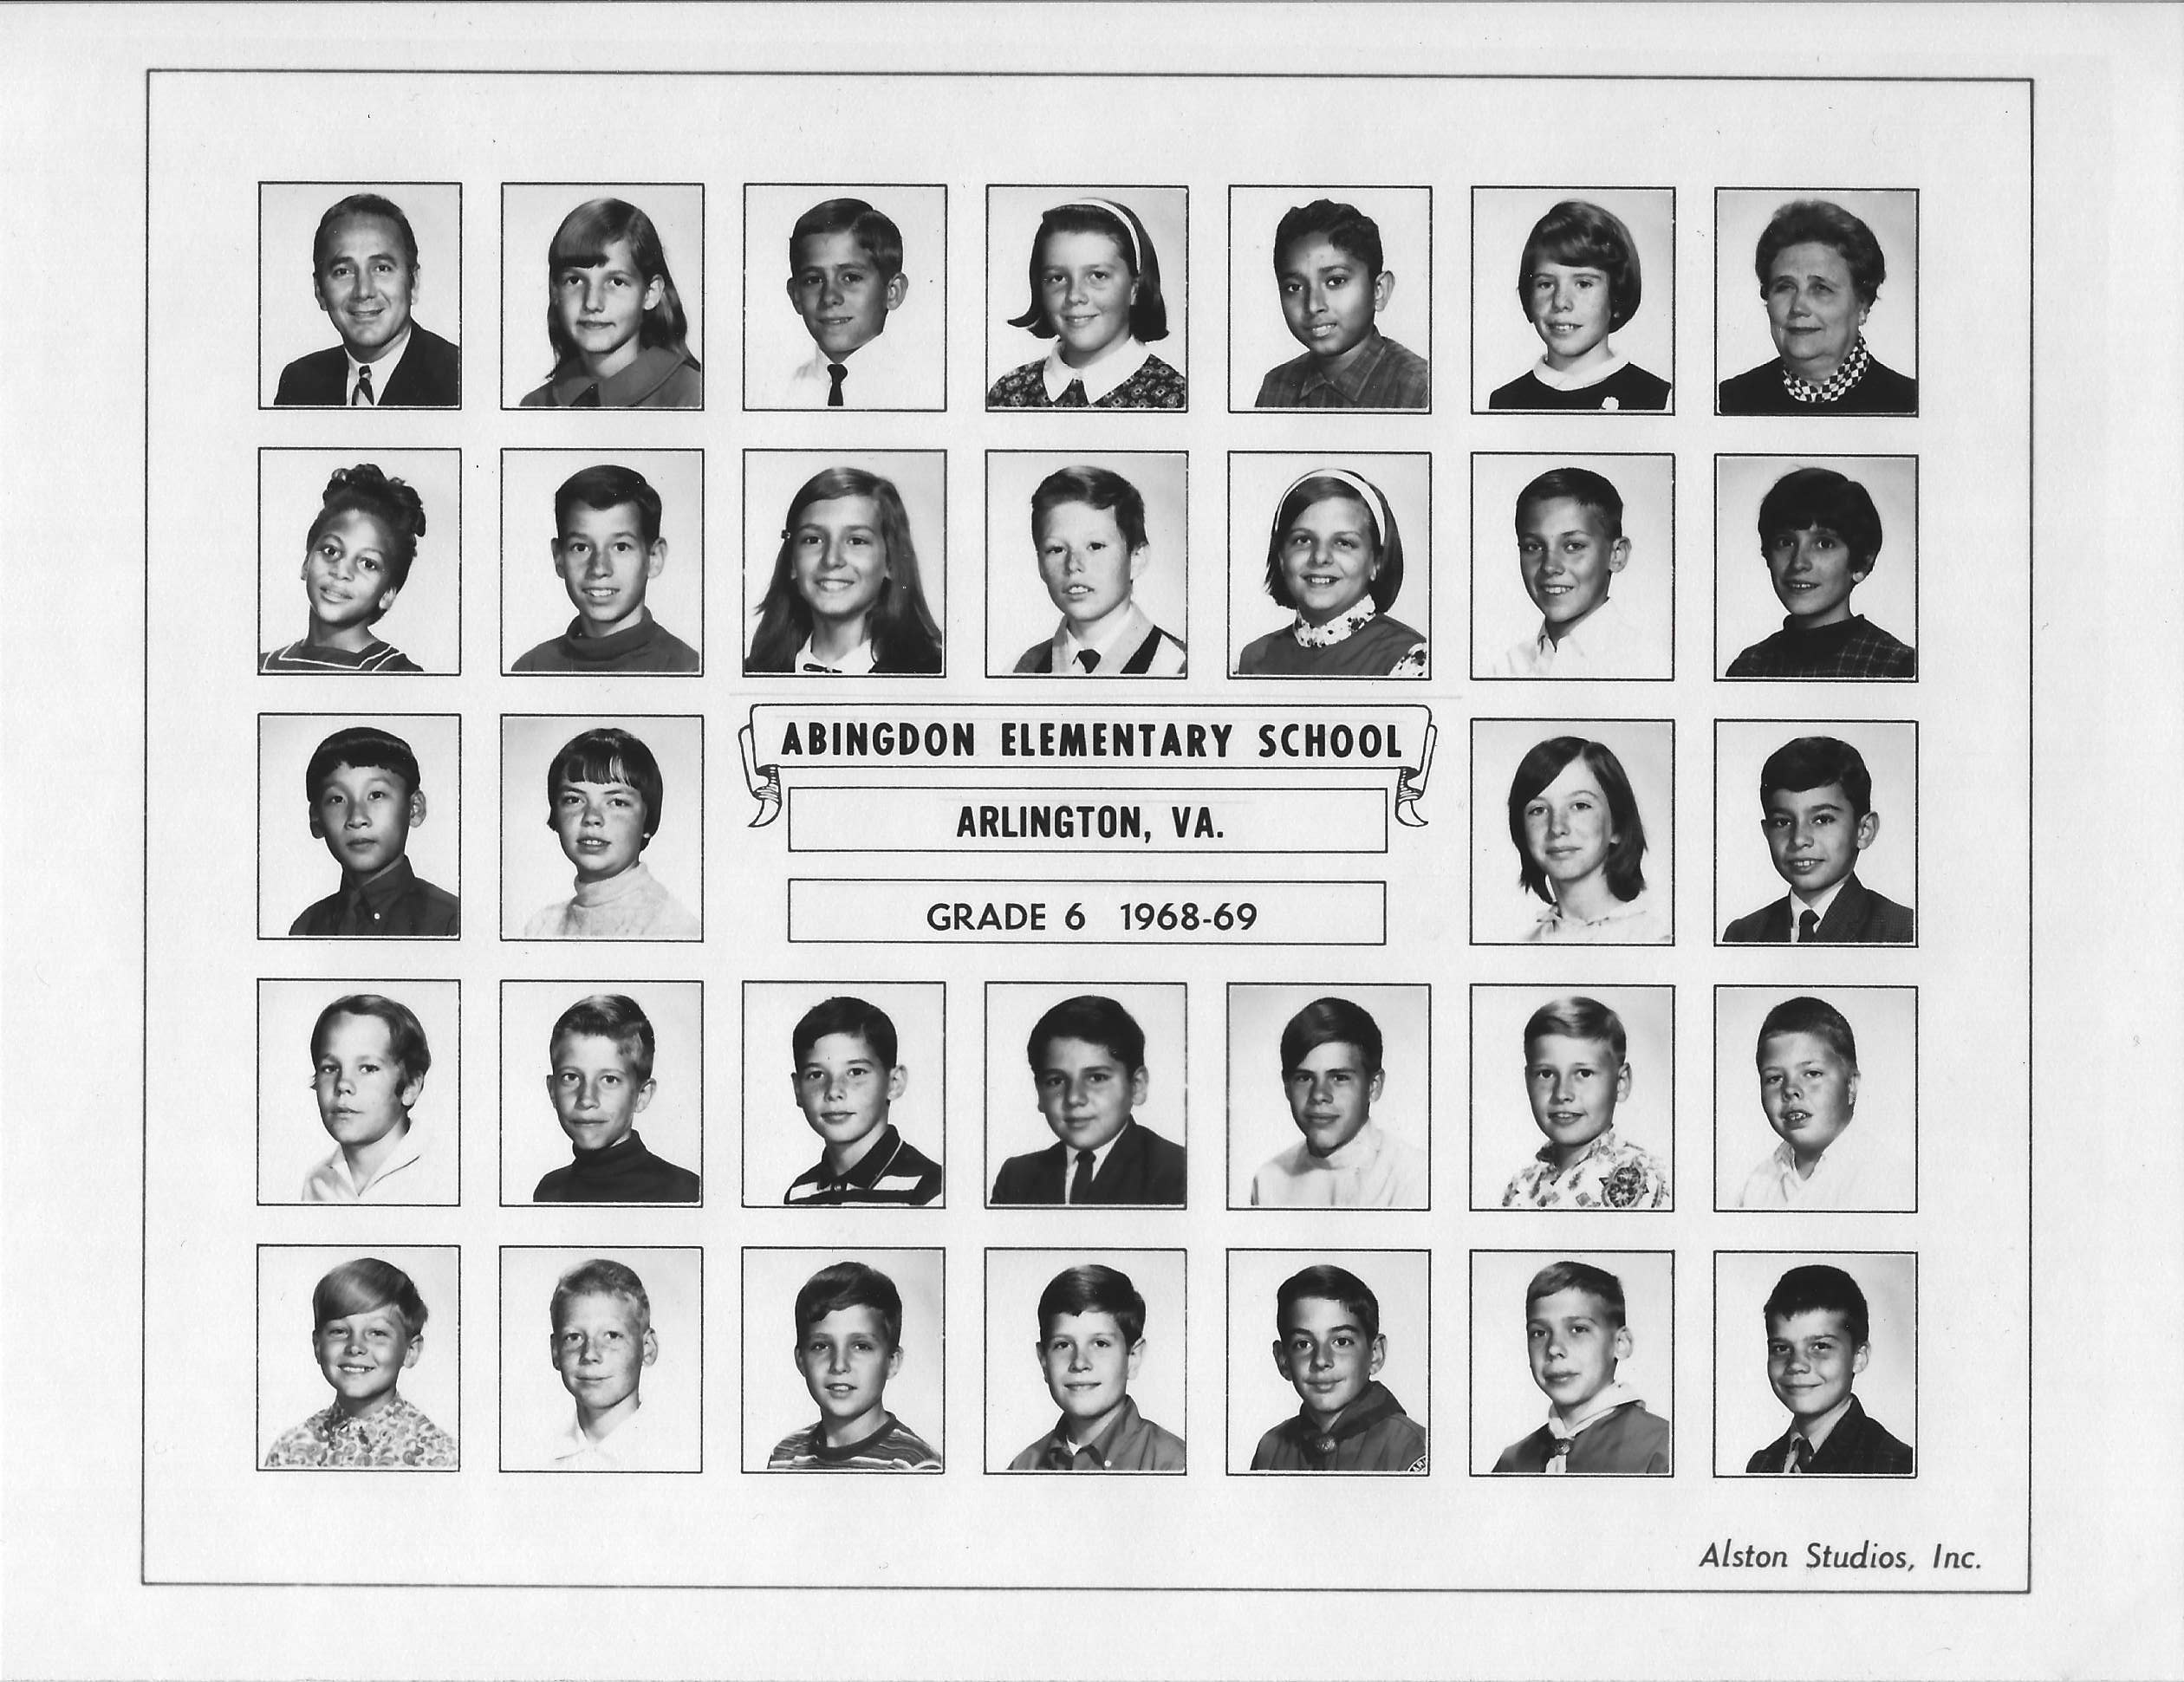 ABINGDON ELEMENTARY SCHOOL
ARLINGTON, VA.
GRADE 6 1968-69
Alston Studios, Inc.